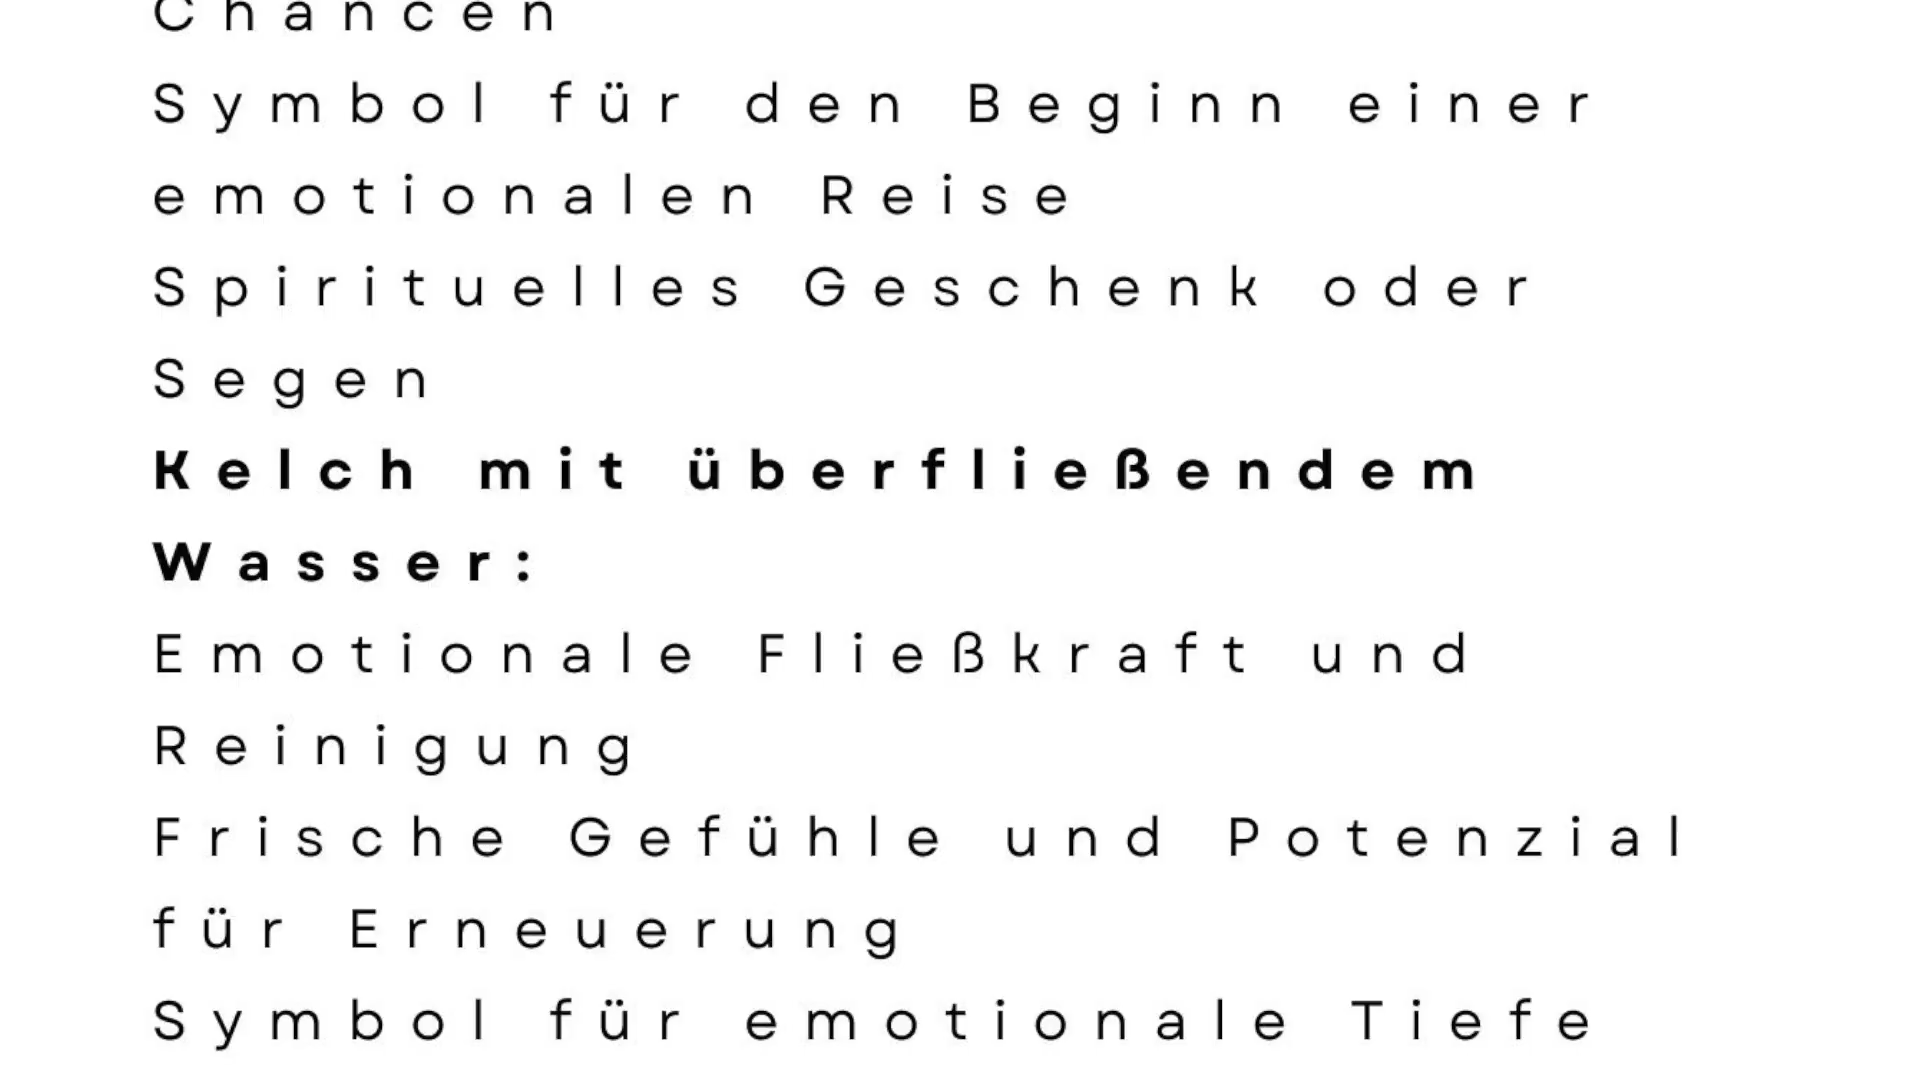 Chancen
Symbol für den Beginn einer
emotionalen Reise
Spirituelles Geschenk oder
Segen
Kelch mit überfließendem
Wasser:
Emotionale Fließkraft und
Reinigung
Frische Gefühle und Potenzial
für Erneuerung
Symbol für emotionale Tiefe